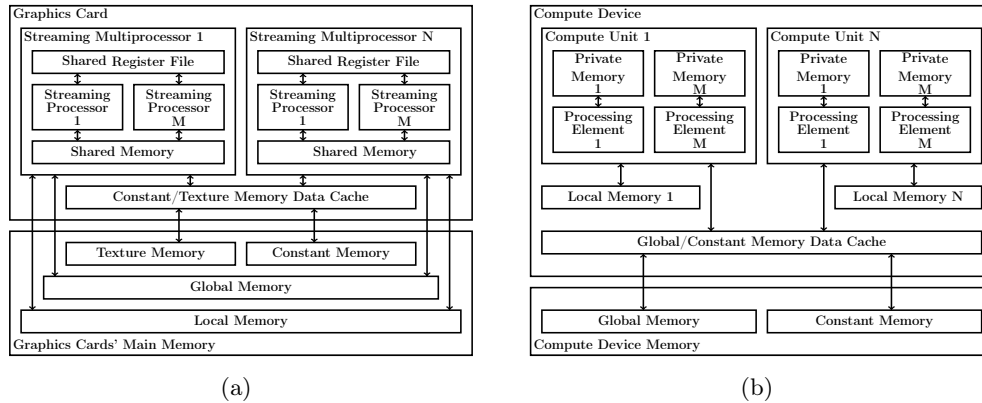 Graphics Card
Streaming Multiprocessor 1
Shared Register File
Streaming
Processor
1
Streaming
Processor
M
Shared Memory
Streaming Multiprocessor N
Shared Register File
Streaming
Processor
1
Streaming
Processor
M
Shared Memory
Constant/Texture Memory Data Cache
Texture Memory
Constant Memory
Global Memory
Local Memory
Graphics Cards' Main Memory
(a)
Compute Device
Compute Unit 1
Private
Memory
1
Private
Memory
M
Processing
Element
1
Processing
Element
M
Compute Unit N
Private
Memory
1
Private
Memory
M
Processing
Element
1
Processing
Element
M
Local Memory 1
Local Memory N
Global/Constant Memory Data Cache
Global Memory
Constant Memory
Compute Device Memory
(b)